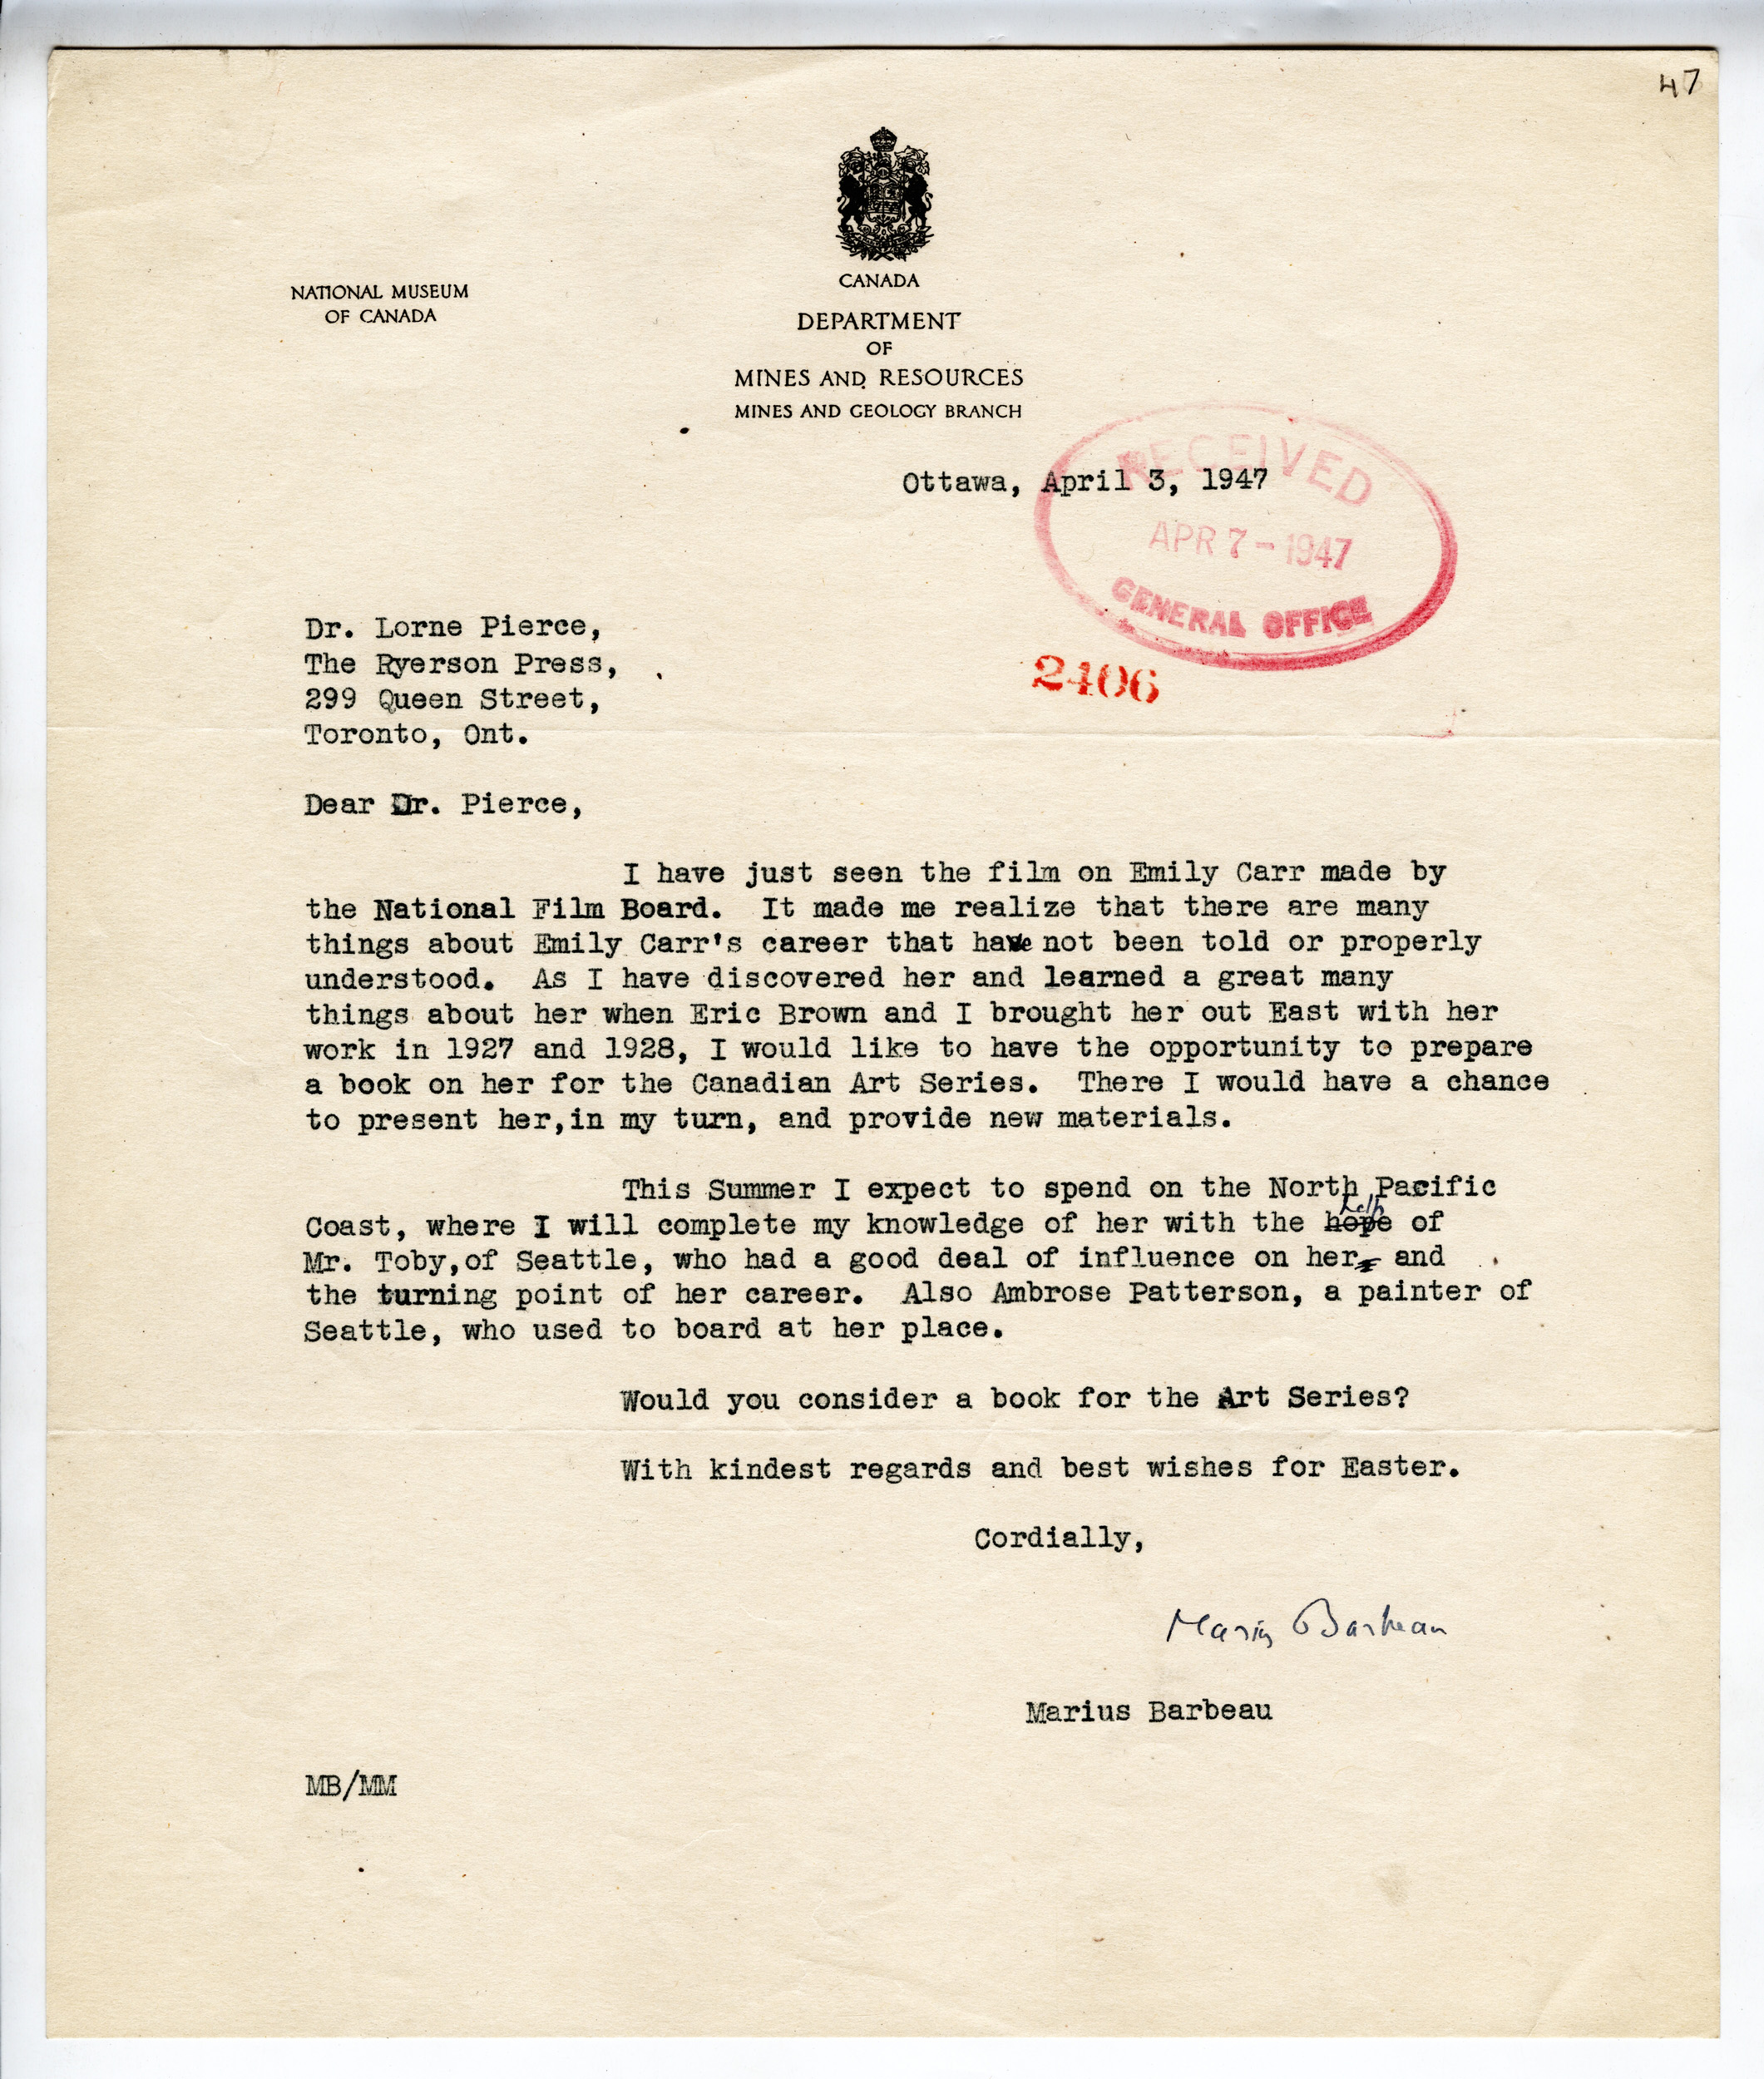 47
CANADA
NATIONAL MUSEUM
OF CANADA
DEPARTMENT
OF
MINES AND RESOURCES
MINES AND GEOLOGY BRANCH
RECEIVED
Ottawa, April 3, 1947
APR 7 - 1947
GENERAL OFFICE
2406
Dr. Lorne Pierce,
The Ryerson Press,
299 Queen Street,
Toronto, Ont.
Dear Dr. Pierce,
I have just seen the film on Emily Carr made by
the National Film Board. It made me realize that there are many
things about Emily Carr's career that have not been told or properly
understood. As I have discovered her and learned a great many
things about her when Eric Brown and I brought her out East with her
work in 1927 and 1928, I would like to have the opportunity to prepare
a book on her for the Canadian Art Series. There I would have a chance
to present her, in my turn, and provide new materials.
This Summer I expect to spend on the North Pacific
help
Coast, where I will complete my knowledge of her with the hope of
Mr. Toby, of Seattle, who had a good deal of influence on her and
the turning point of her career. Also Ambrose Patterson, a painter of
Seattle, who used to board at her place.
Would you consider a book for the Art Series?
With kindest regards and best wishes for Easter.
Cordially,
Marius Barbeau
Marius Barbeau
MB/MM